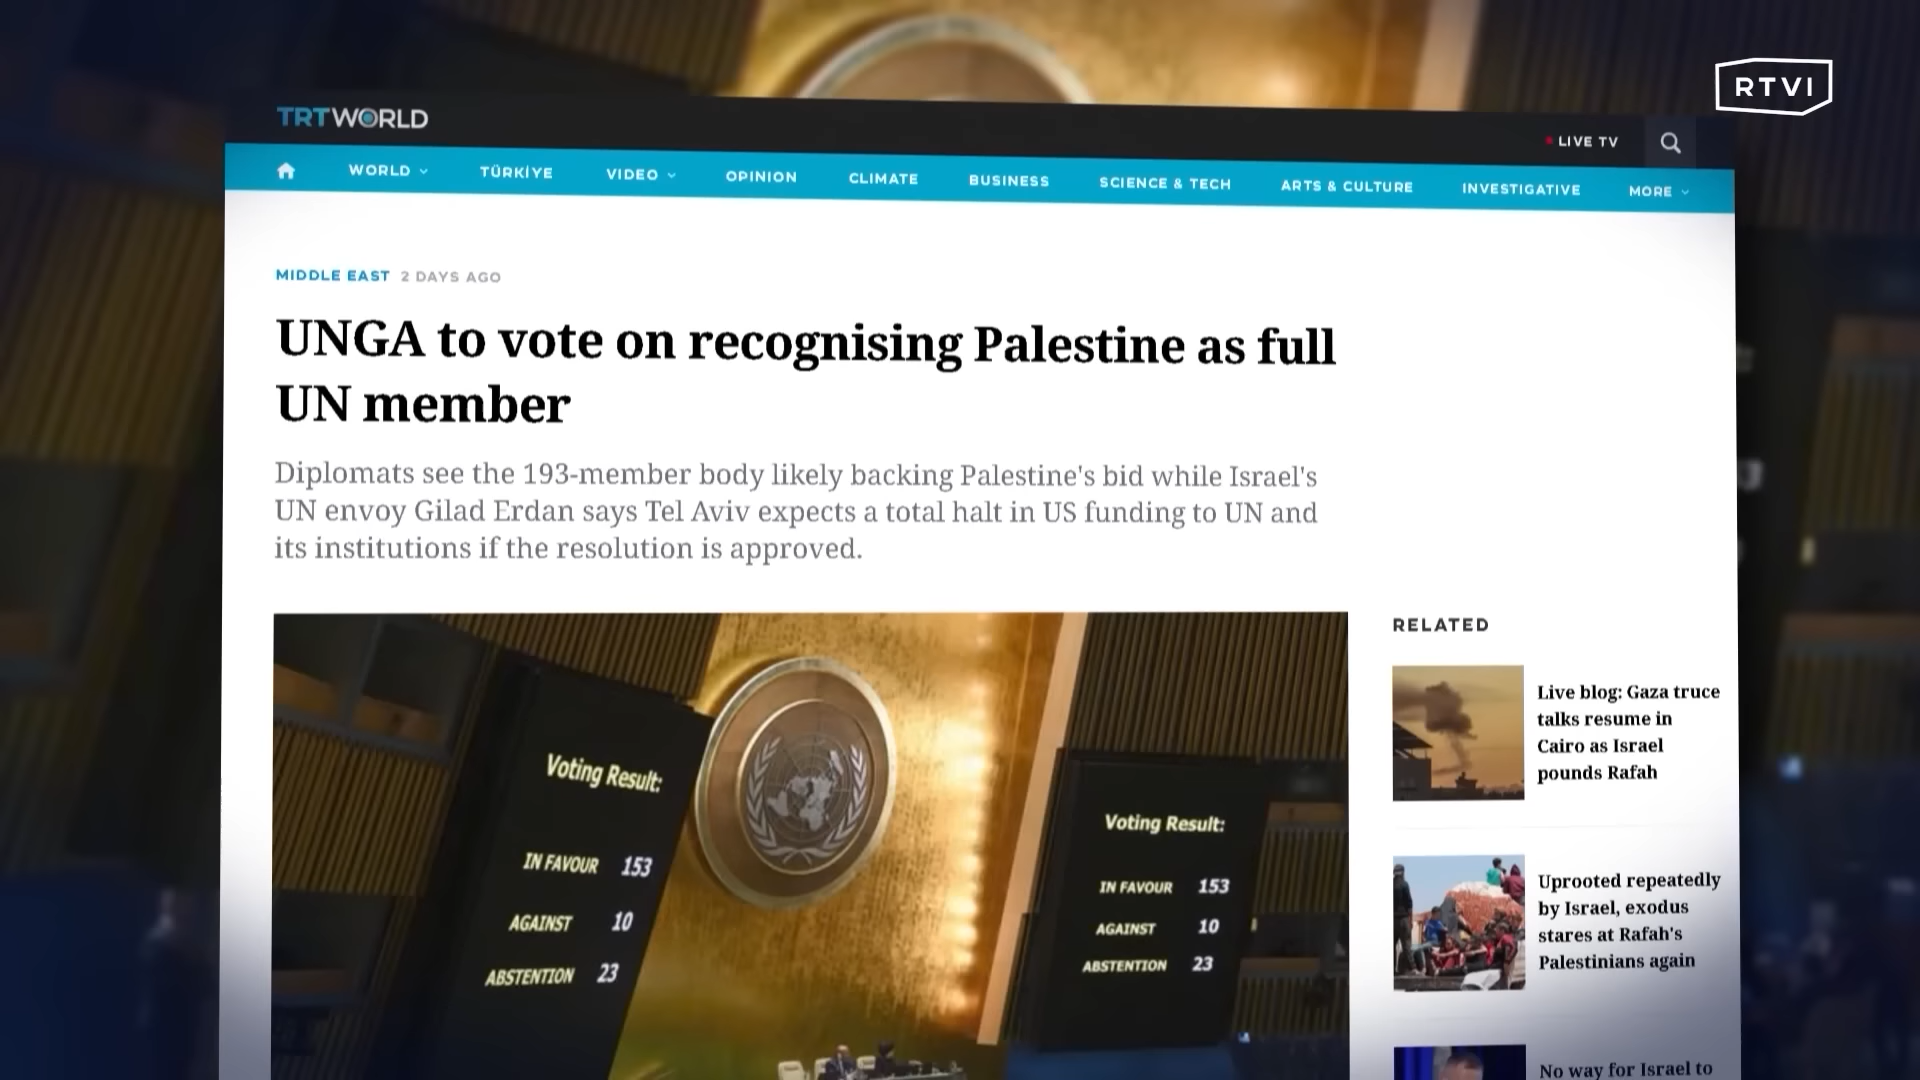 RTVI
TRTWORLD
LIVE TV
WORLD
TÜRKİYE
VIDEO
OPINION
CLIMATE
BUSINESS
SCIENCE & TECH
ARTS & CULTURE
INVESTIGATIVE
MORE
MIDDLE EAST 2 DAYS AGO
UNGA to vote on recognising Palestine as full
UN member
Diplomats see the 193-member body likely backing Palestine's bid while Israel's
UN envoy Gilad Erdan says Tel Aviv expects a total halt in US funding to UN and
its institutions if the resolution is approved.
Voting Result:
IN FAVOUR 153
AGAINST 10
ABSTENTION 23
Voting Result:
IN FAVOUR 153
AGAINST 10
ABSTENTION 23
RELATED
Live blog: Gaza truce
talks resume in
Cairo as Israel
pounds Rafah
Uprooted repeatedly
by Israel, exodus
stares at Rafah's
Palestinians again
No way for Israel to